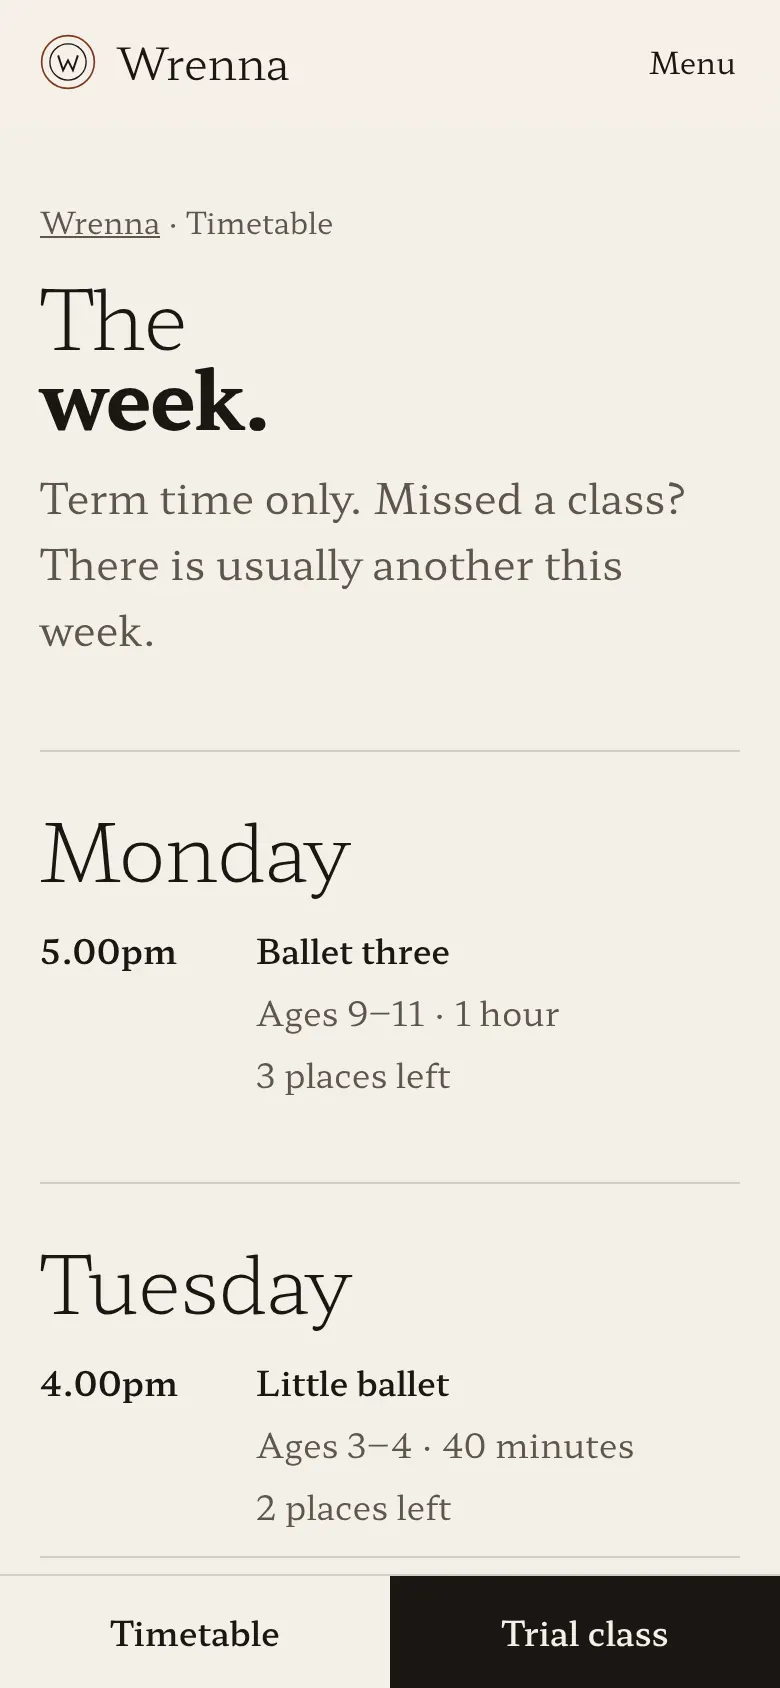 W Wrenna
Menu
Wrenna · Timetable
The
week.
Term time only. Missed a class?
There is usually another this
week.
Monday
5.00pm Ballet three
Ages 9–11 · 1 hour
3 places left
Tuesday
4.00pm Little ballet
Ages 3–4 · 40 minutes
2 places left
Timetable
Trial class